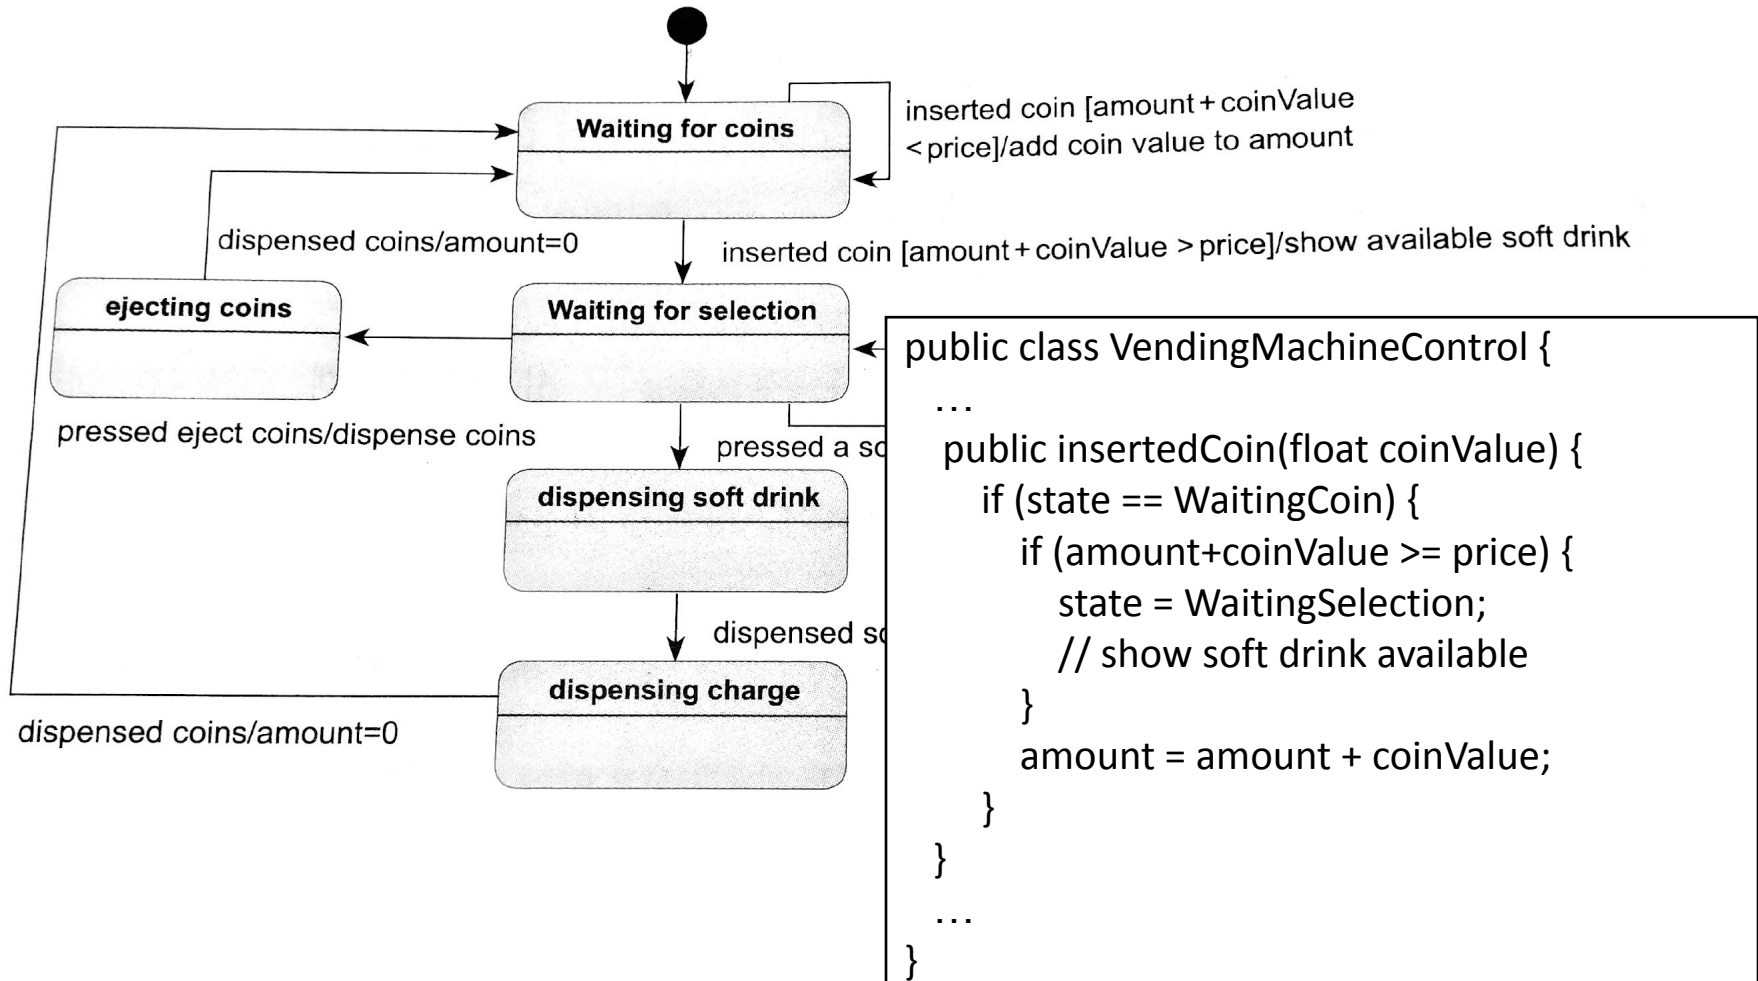 Waiting for coins
inserted coin [amount + coinValue
< price]/add coin value to amount
dispensed coins/amount=0
inserted coin [amount + coinValue > price]/show available soft drink
ejecting coins
Waiting for selection
pressed eject coins/dispense coins
pressed a
dispensing soft drink
dispensed
dispensing charge
dispensed coins/amount=0
public class VendingMachineControl {
...
public insertedCoin(float coinValue) {
if (state == WaitingCoin) {
if (amount+coinValue >= price) {
state = WaitingSelection;
// show soft drink available
}
amount = amount + coinValue;
}
}
...
}